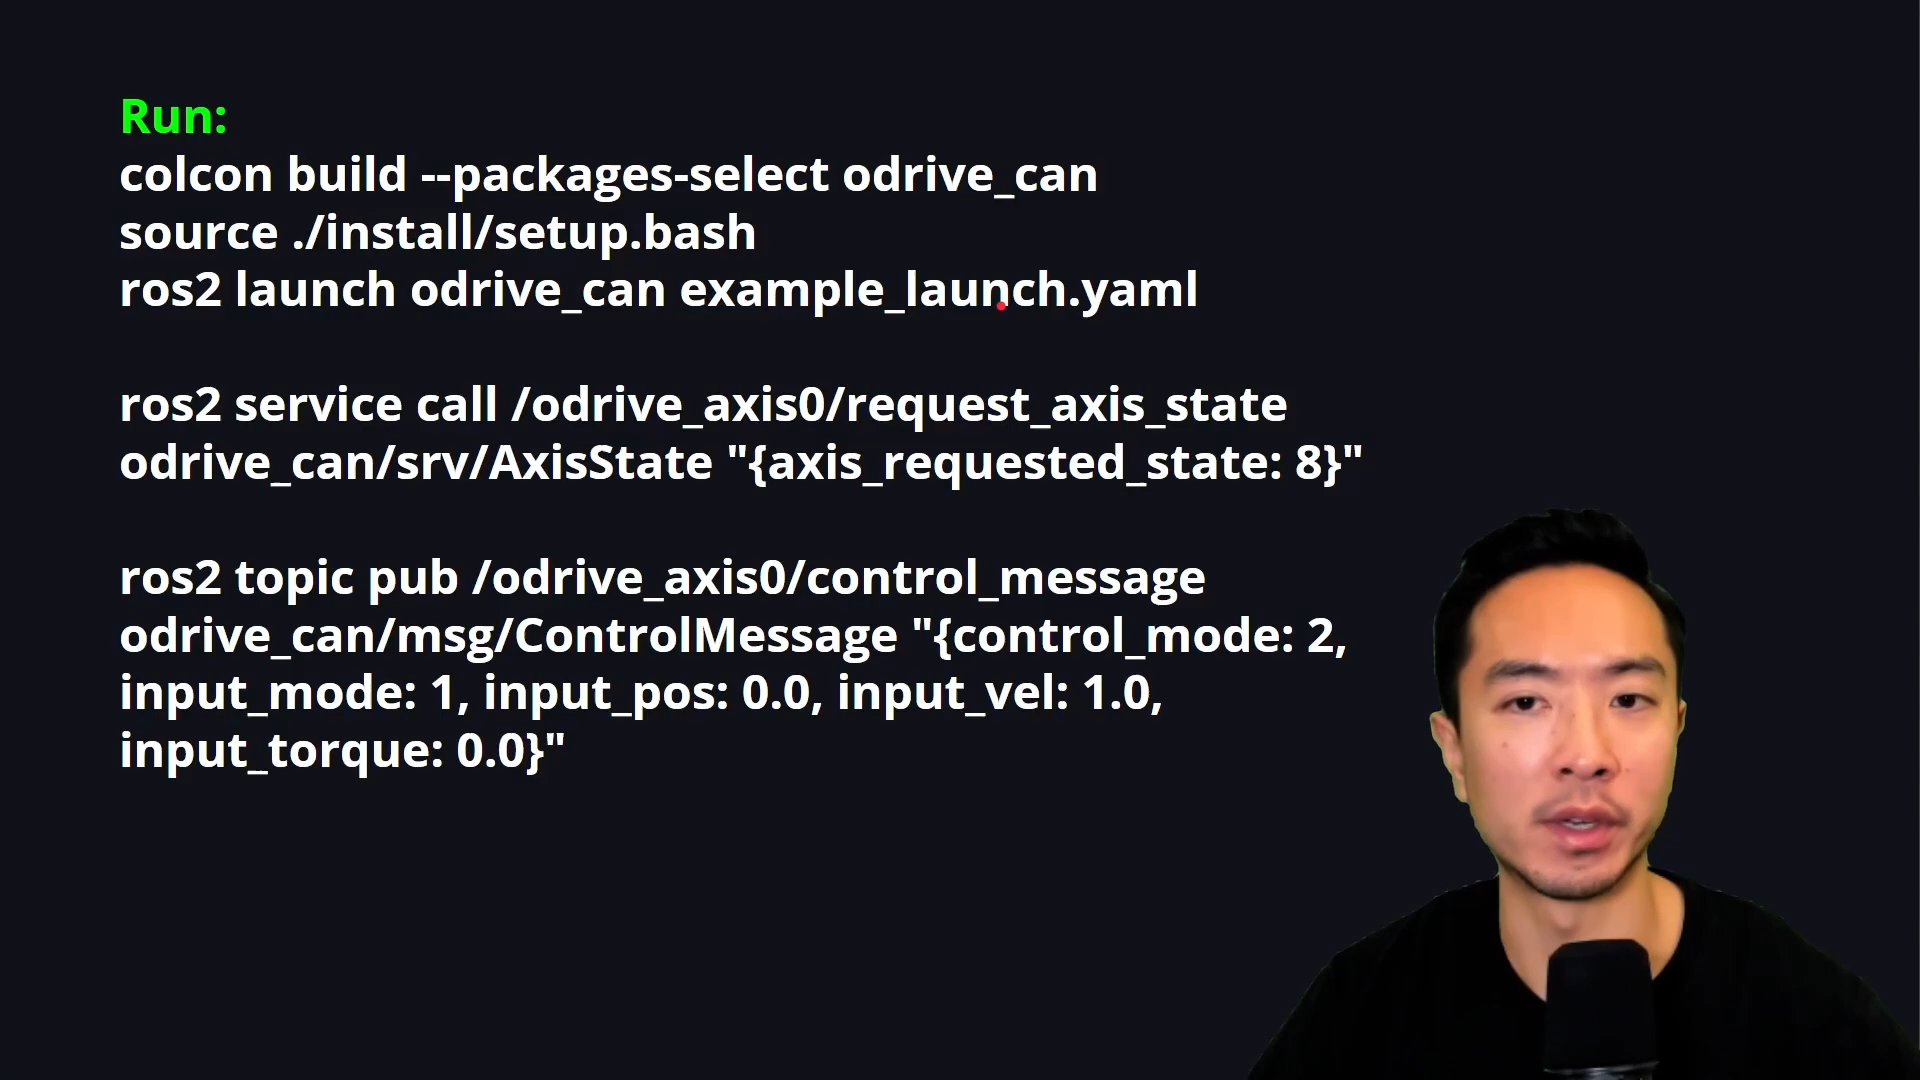 Run:
colcon build --packages-select odrive_can
source ./install/setup.bash
ros2 launch odrive_can example_launch.yaml
ros2 service call /odrive_axis0/request_axis_state
odrive_can/srv/AxisState "{axis_requested_state: 8}"
ros2 topic pub /odrive_axis0/control_message
odrive_can/msg/ControlMessage "{control_mode: 2,
input_mode: 1, input_pos: 0.0, input_vel: 1.0,
input_torque: 0.0}"